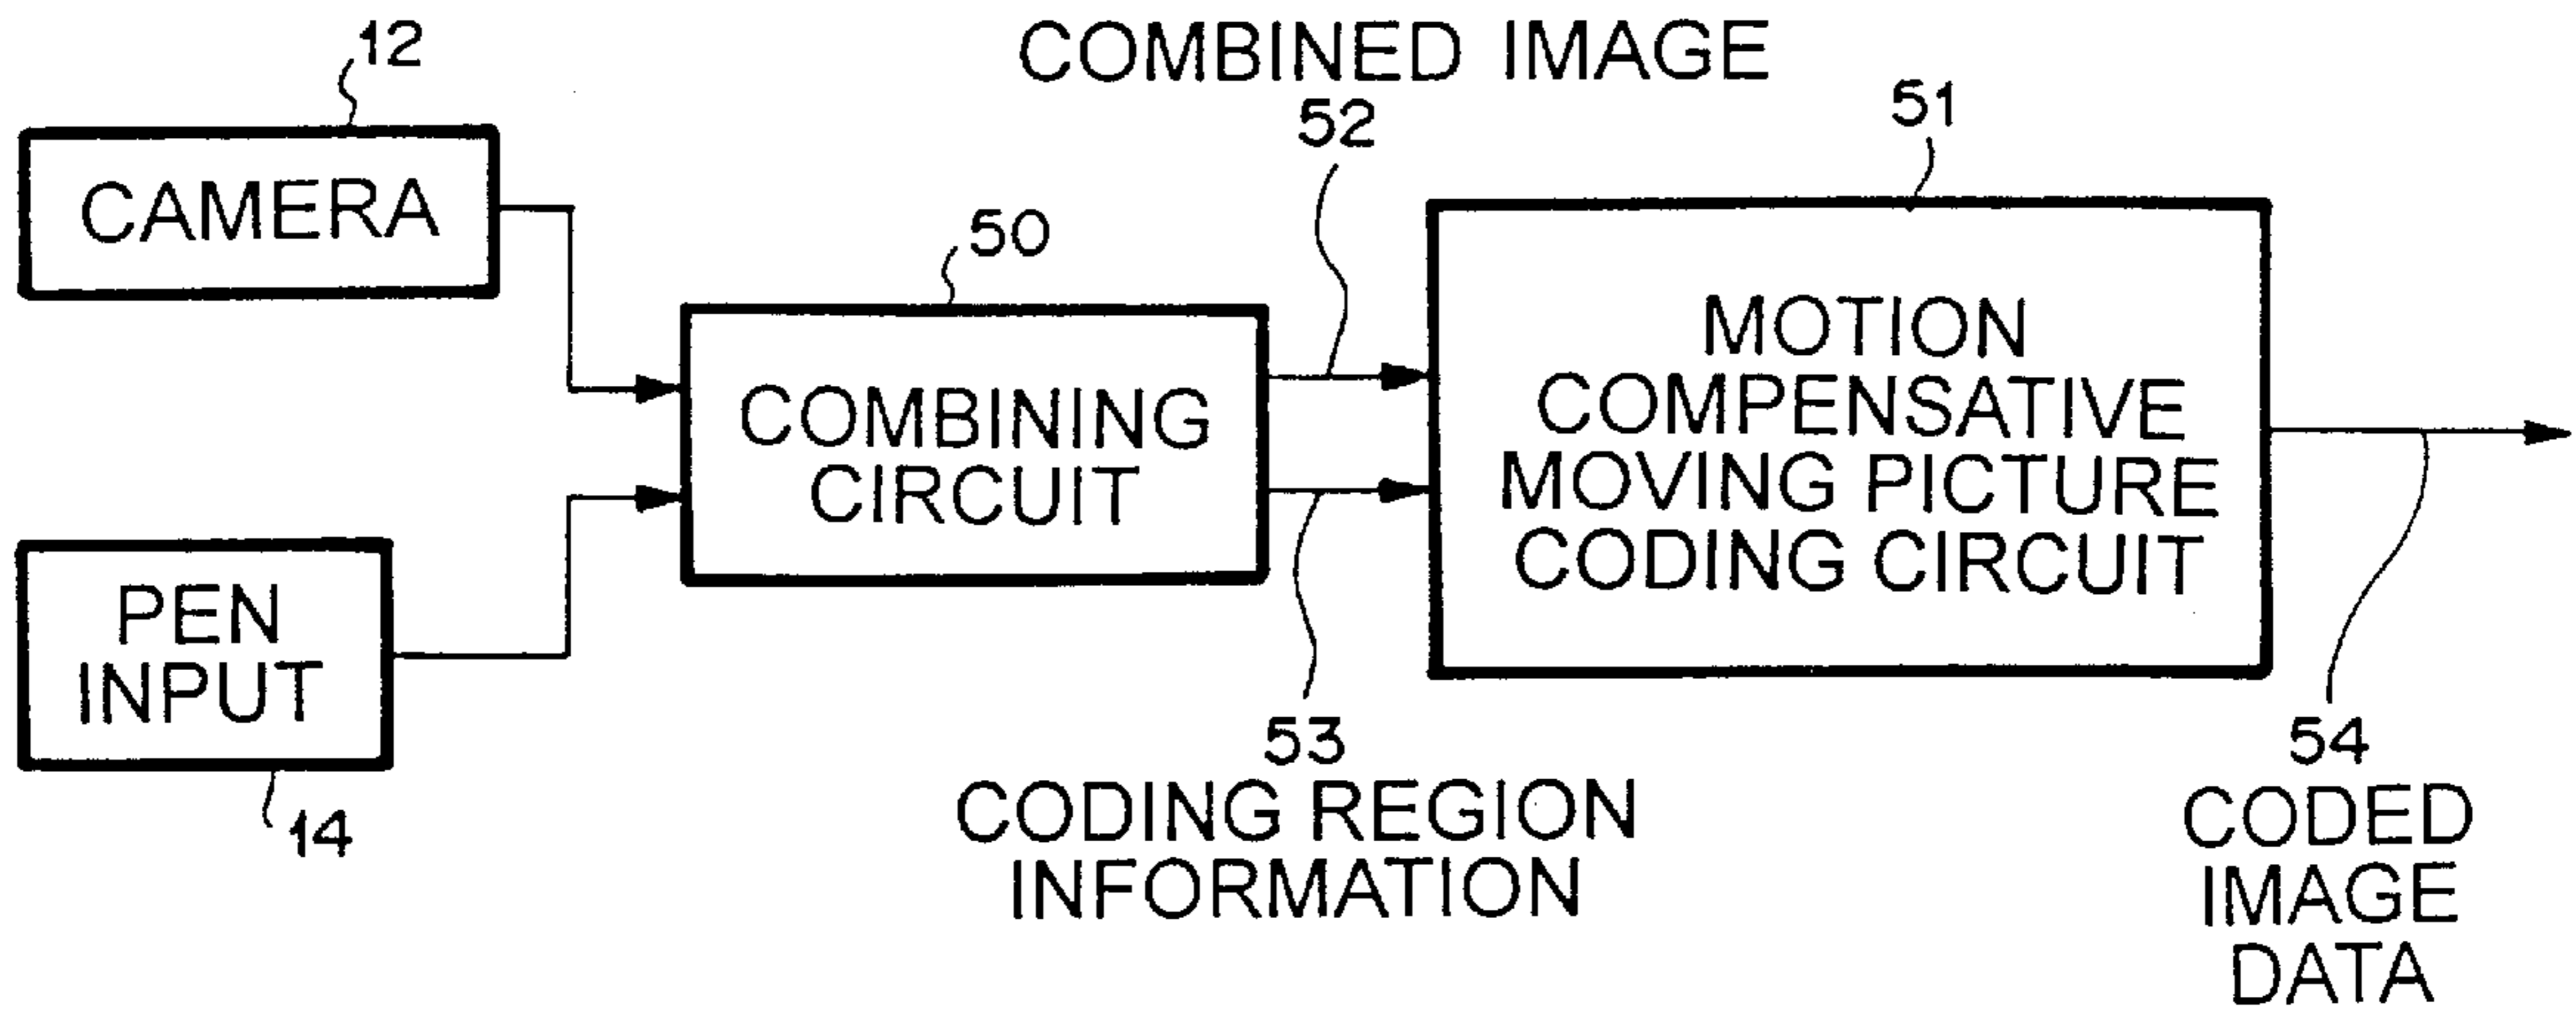 12
CAMERA
PEN
INPUT
14
50
COMBINING
CIRCUIT
COMBINED IMAGE
52
53
CODING REGION
INFORMATION
51
MOTION
COMPENSATIVE
MOVING PICTURE
CODING CIRCUIT
54
CODED
IMAGE
DATA